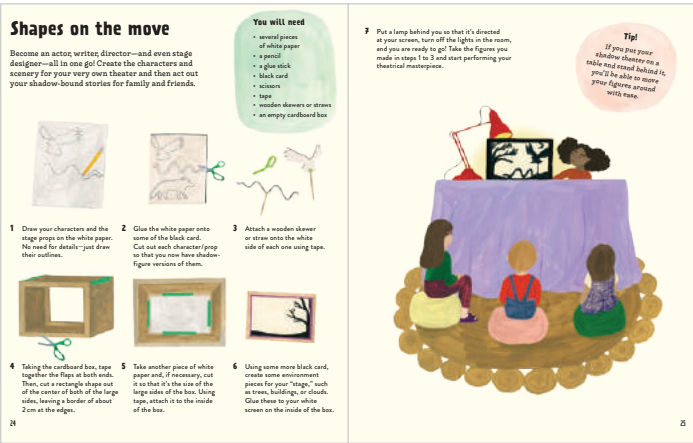 Shapes on the move
Become an actor, writer, director—and even stage
designer—all in one go! Create the characters and
scenery for your very own theater and then act out
your shadow-bound stories for family and friends.
You will need
• several pieces
of white paper
• a pencil
• a glue stick
• black card
• scissors
• tape
• wooden skewers or straws
• an empty cardboard box
1 Draw your characters and the
stage props on the white paper.
No need for details—just draw
their outlines.
2 Glue the white paper onto
some of the black card.
Cut out each character/prop
so that you now have shadow-
figure versions of them.
3 Attach a wooden skewer
or straw onto the white
side of each one using tape.
4 Taking the cardboard box, tape
together the flaps at both ends.
Then, cut a rectangle shape out
of the center of both of the large
sides, leaving a border of about
2 cm at the edges.
5 Take another piece of white
paper and, if necessary, cut
it so that it's the size of the
large sides of the box. Using
tape, attach it to the inside
of the box.
6 Using some more black card,
create some environment
pieces for your "stage," such
as trees, buildings, or clouds.
Glue these to your white
screen on the inside of the box.
24
7 Put a lamp behind you so that it's directed
at your screen, turn off the lights in the room,
and you are ready to go! Take the figures you
made in steps 1 to 3 and start performing your
theatrical masterpiece.
Tip!
If you put your
shadow theater on a
table and stand behind it,
you'll be able to move
your figures around
with ease.
25